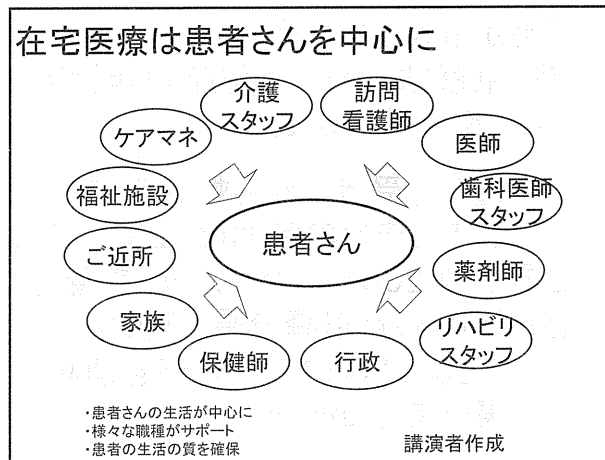 在宅医療は患者さんを中心に
介護
スタッフ
訪問
看護師
ケアマネ
医師
福祉施設
歯科医師
スタッフ
患者さん
ご近所
薬剤師
家族
リハビリ
スタッフ
保健師
行政
・患者さんの生活が中心に
・様々な職種がサポート
・患者の生活の質を確保
講演者作成